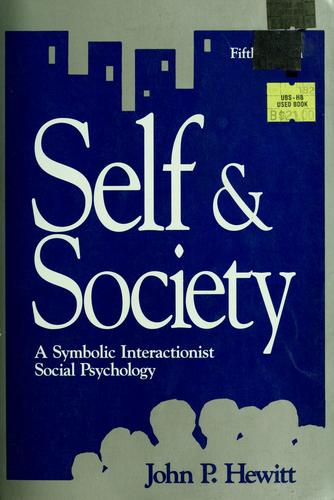 Fifth
UBS-HB
USED BOOK
Self &
Society
A Symbolic Interactionist
Social Psychology
John P. Hewitt